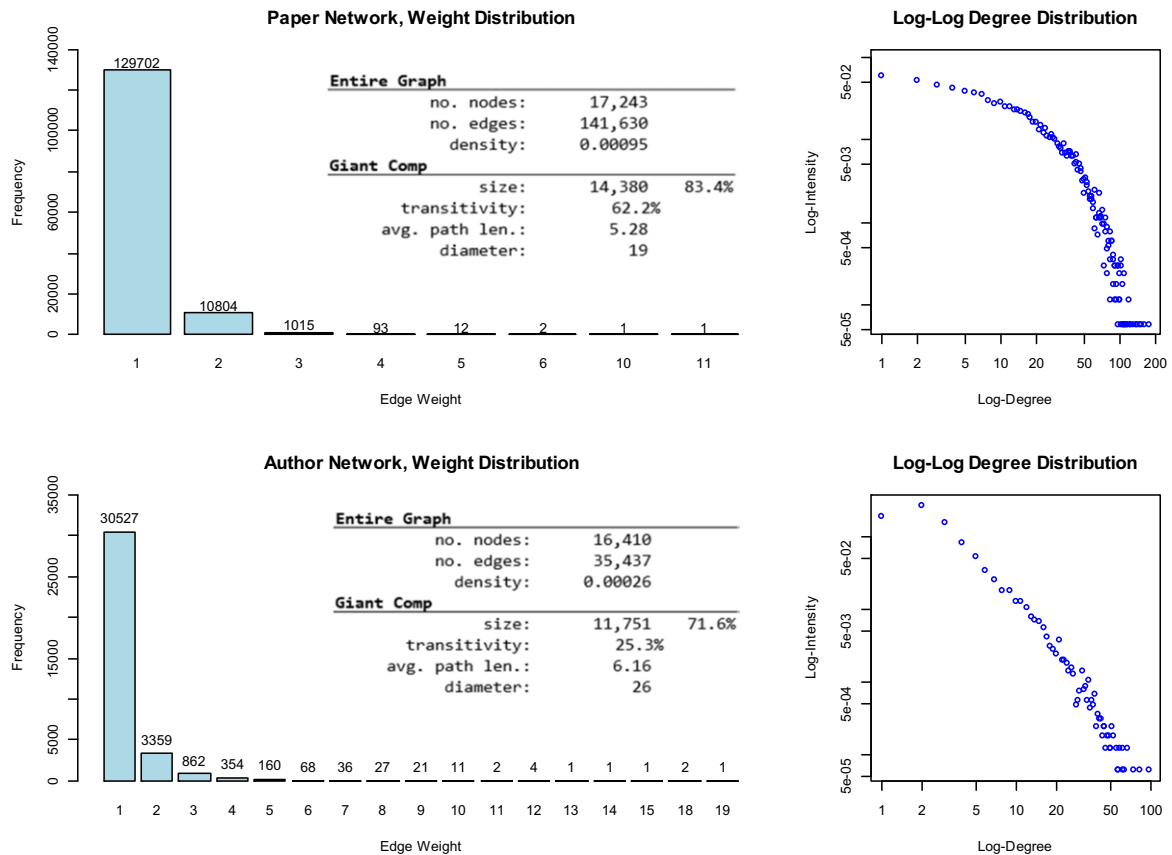 Paper Network, Weight Distribution
Frequency
140000
100000
60000
20000
0
129702
10804
1015
93
12
2
1
1
Entire Graph
no. nodes: 17,243
no. edges: 141,630
density: 0.00095
Giant Comp
size: 14,380 83.4%
transitivity: 62.2%
avg. path len.: 5.28
diameter: 19
1 2 3 4 5 6 10 11
Edge Weight
Log-Log Degree Distribution
Log-Intensity
5e-02
5e-03
5e-04
5e-05
1 2 5 10 20 50 100 200
Log-Degree
Author Network, Weight Distribution
Frequency
35000
25000
15000
5000
0
30527
3359
862
354
160
68
36
27
21
11
2
4
1
1
1
2
1
Entire Graph
no. nodes: 16,410
no. edges: 35,437
density: 0.00026
Giant Comp
size: 11,751 71.6%
transitivity: 25.3%
avg. path len.: 6.16
diameter: 26
1 2 3 4 5 6 7 8 9 10 11 12 13 14 15 18 19
Edge Weight
Log-Log Degree Distribution
Log-Intensity
5e-02
5e-03
5e-04
5e-05
1 2 5 10 20 50 100
Log-Degree